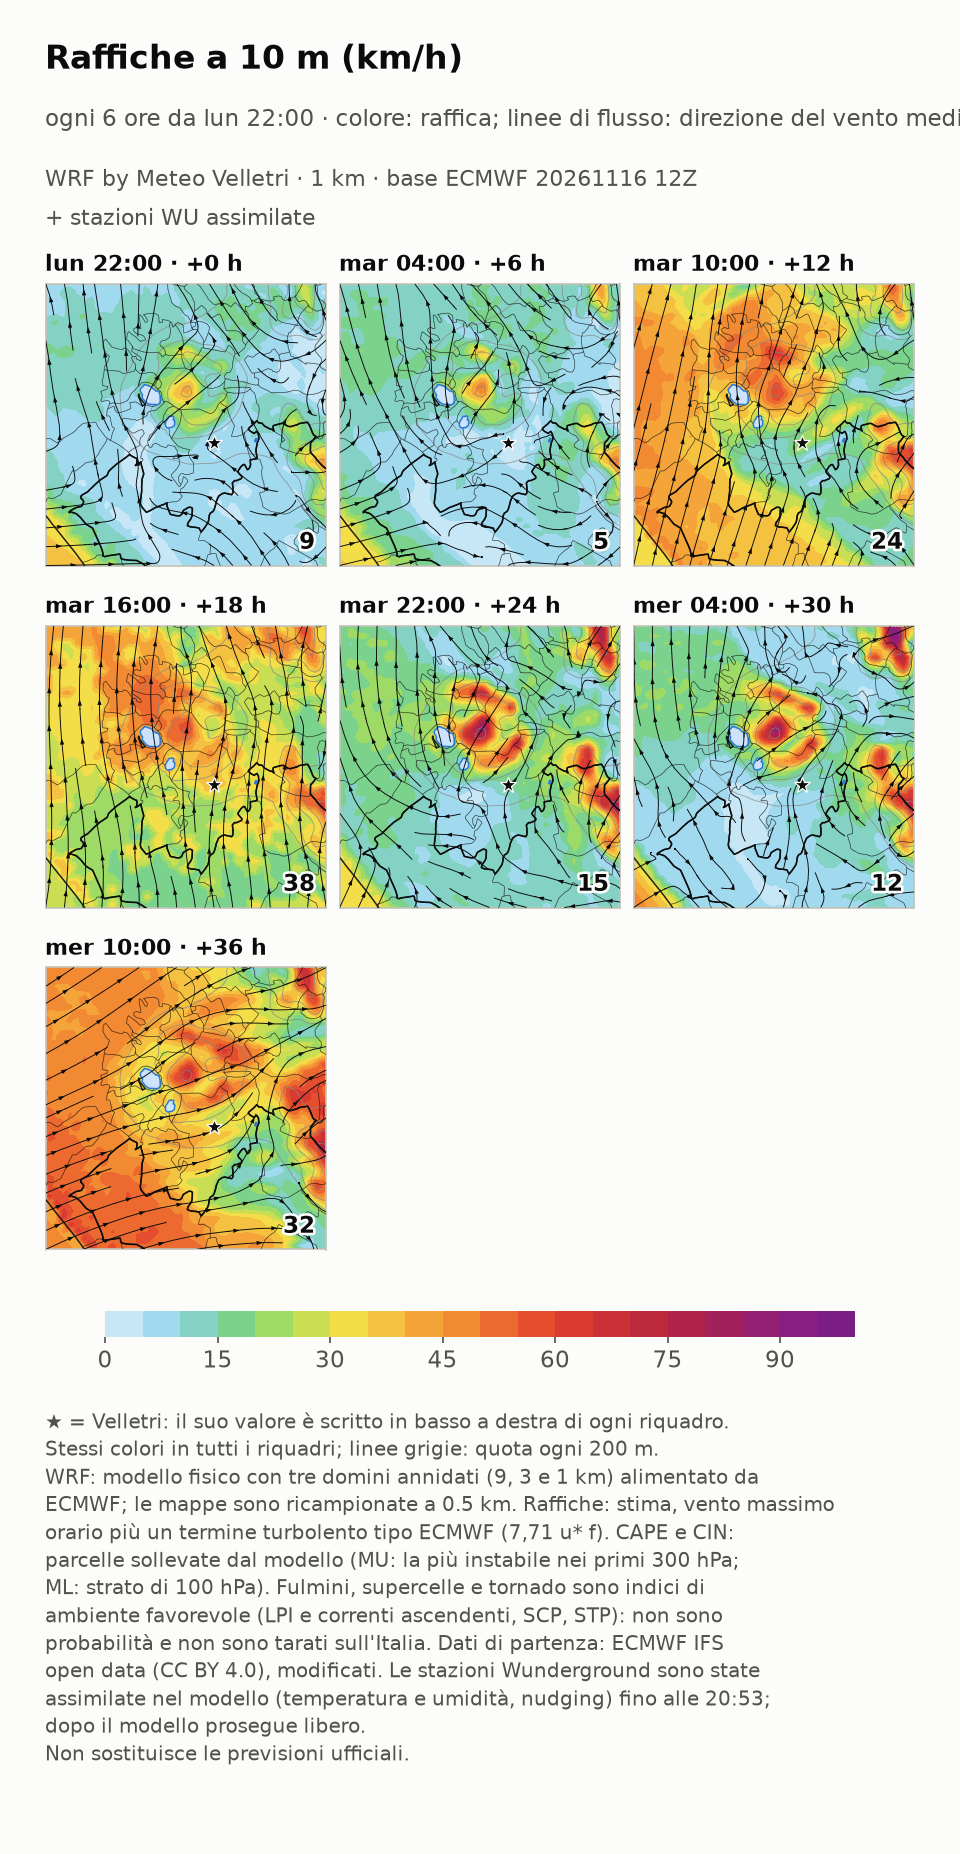 Raffiche a 10 m (km/h)
ogni 6 ore da lun 22:00 · colore: raffica; linee di flusso: direzione del vento medi
WRF by Meteo Velletri · 1 km · base ECMWF 20261116 12Z
+ stazioni WU assimilate
lun 22:00 · +0 h
mar 04:00 · +6 h
mar 10:00 · +12 h
9
5
24
mar 16:00 · +18 h
mar 22:00 · +24 h
mer 04:00 · +30 h
38
15
12
mer 10:00 · +36 h
32
0 15 30 45 60 75 90
★ = Velletri: il suo valore è scritto in basso a destra di ogni riquadro.
Stessi colori in tutti i riquadri; linee grigie: quota ogni 200 m.
WRF: modello fisico con tre domini annidati (9, 3 e 1 km) alimentato da
ECMWF; le mappe sono ricampionate a 0.5 km. Raffiche: stima, vento massimo
orario più un termine turbolento tipo ECMWF (7,71 u* f). CAPE e CIN:
parcelle sollevate dal modello (MU: la più instabile nei primi 300 hPa;
ML: strato di 100 hPa). Fulmini, supercelle e tornado sono indici di
ambiente favorevole (LPI e correnti ascendenti, SCP, STP): non sono
probabilità e non sono tarati sull'Italia. Dati di partenza: ECMWF IFS
open data (CC BY 4.0), modificati. Le stazioni Wunderground sono state
assimilate nel modello (temperatura e umidità, nudging) fino alle 20:53;
dopo il modello prosegue libero.
Non sostituisce le previsioni ufficiali.